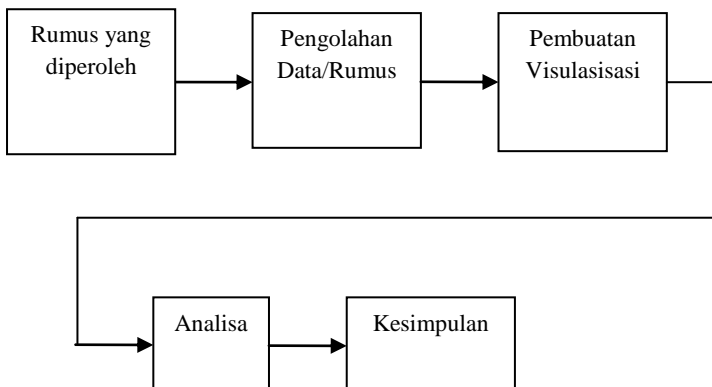 Rumus yang
diperoleh
Pengolahan
Data/Rumus
Pembuatan
Visulasisasi
Analisa
Kesimpulan